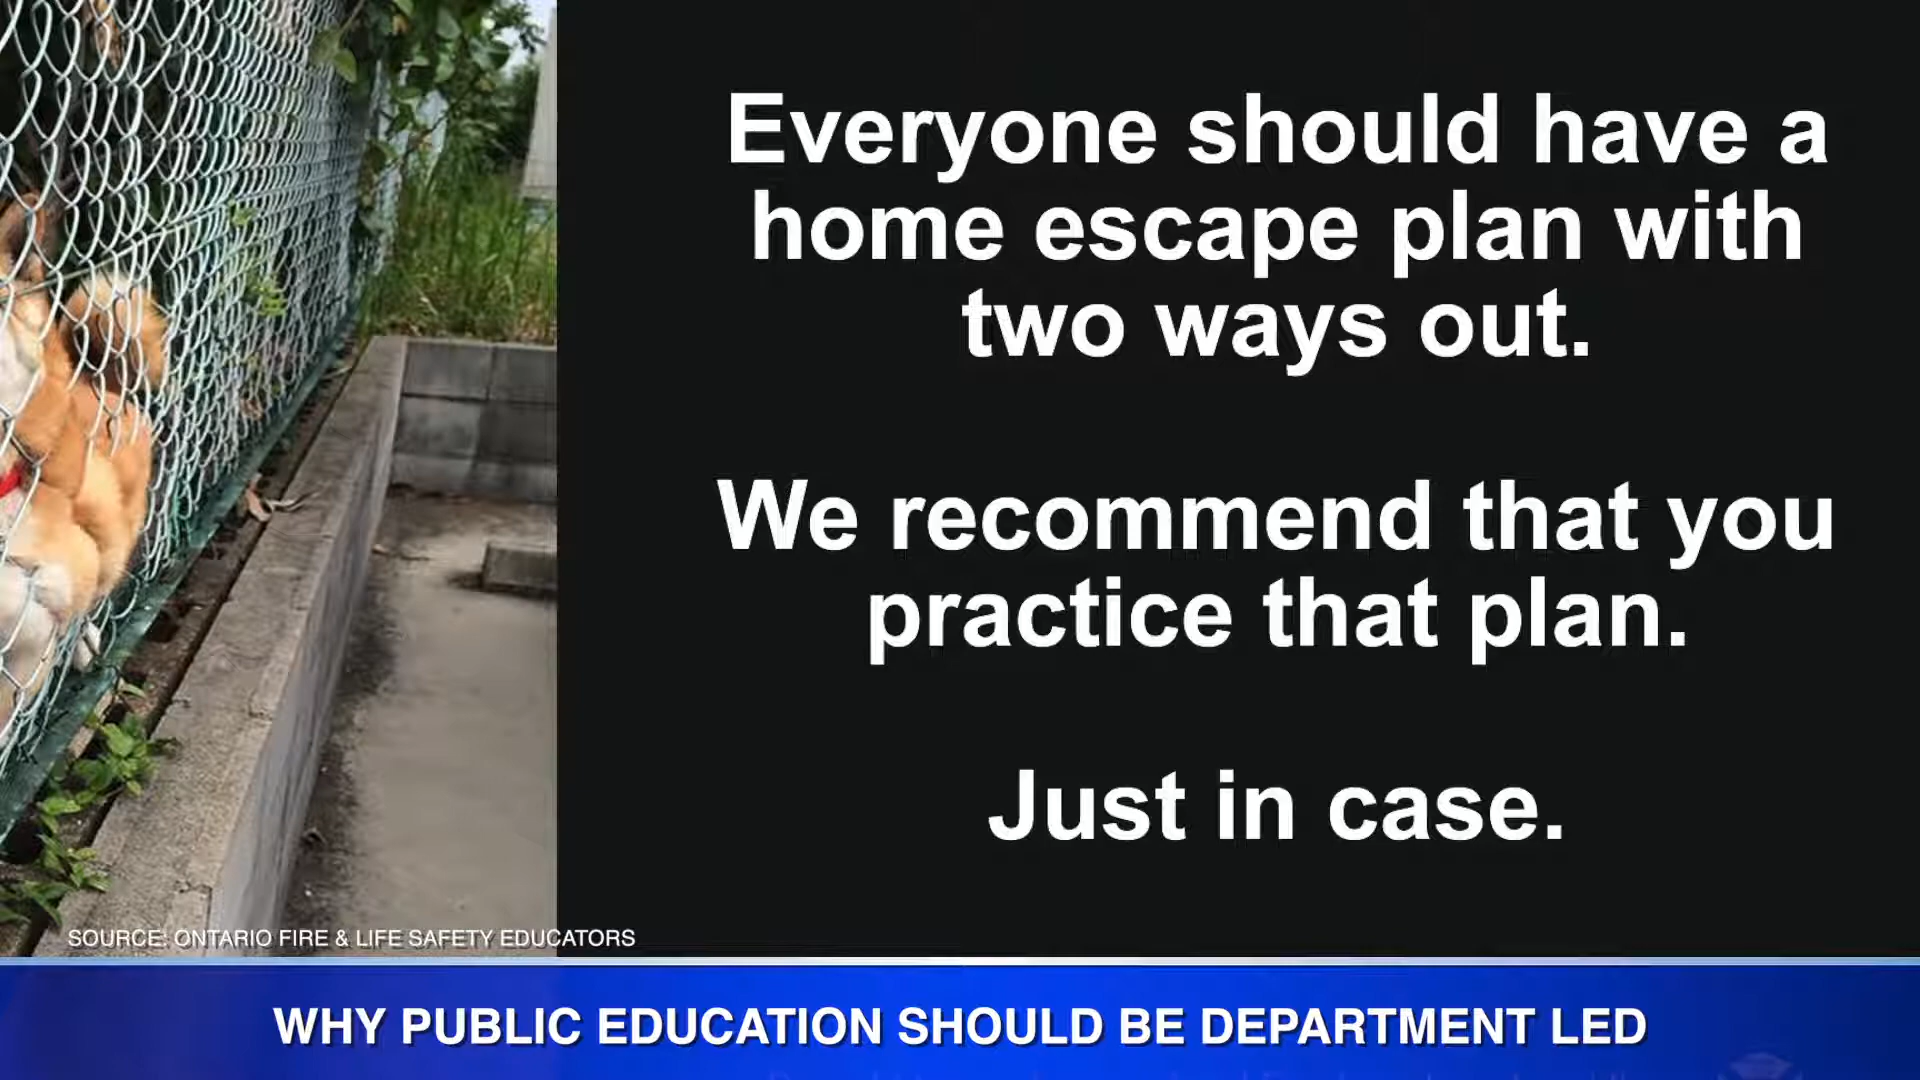 Everyone should have a
home escape plan with
two ways out.
We recommend that you
practice that plan.
Just in case.
SOURCE: ONTARIO FIRE & LIFE SAFETY EDUCATORS
WHY PUBLIC EDUCATION SHOULD BE DEPARTMENT LED